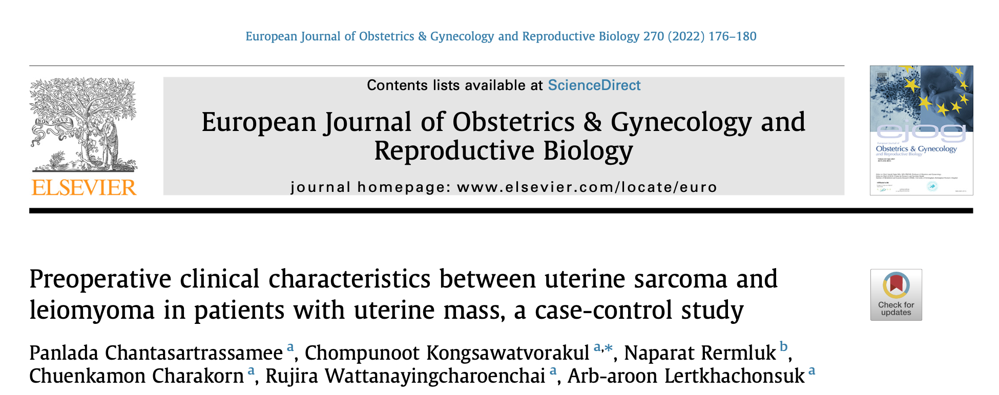 European Journal of Obstetrics & Gynecology and Reproductive Biology 270 (2022) 176–180
Contents lists available at ScienceDirect
European Journal of Obstetrics & Gynecology and
Reproductive Biology
journal homepage: www.elsevier.com/locate/euro
NON SOLUS
ELSEVIER
ejog
European Journal of
Obstetrics & Gynecology
and Reproductive Biology
Preoperative clinical characteristics between uterine sarcoma and
leiomyoma in patients with uterine mass, a case-control study
Check for
updates
Panlada Chantasartrassamee a, Chompunoot Kongsawatvorakul a,*, Naparat Rermluk b,
Chuenkamon Charakorn a, Rujira Wattanayingcharoenchai a, Arb-aroon Lertkhachonsuk a